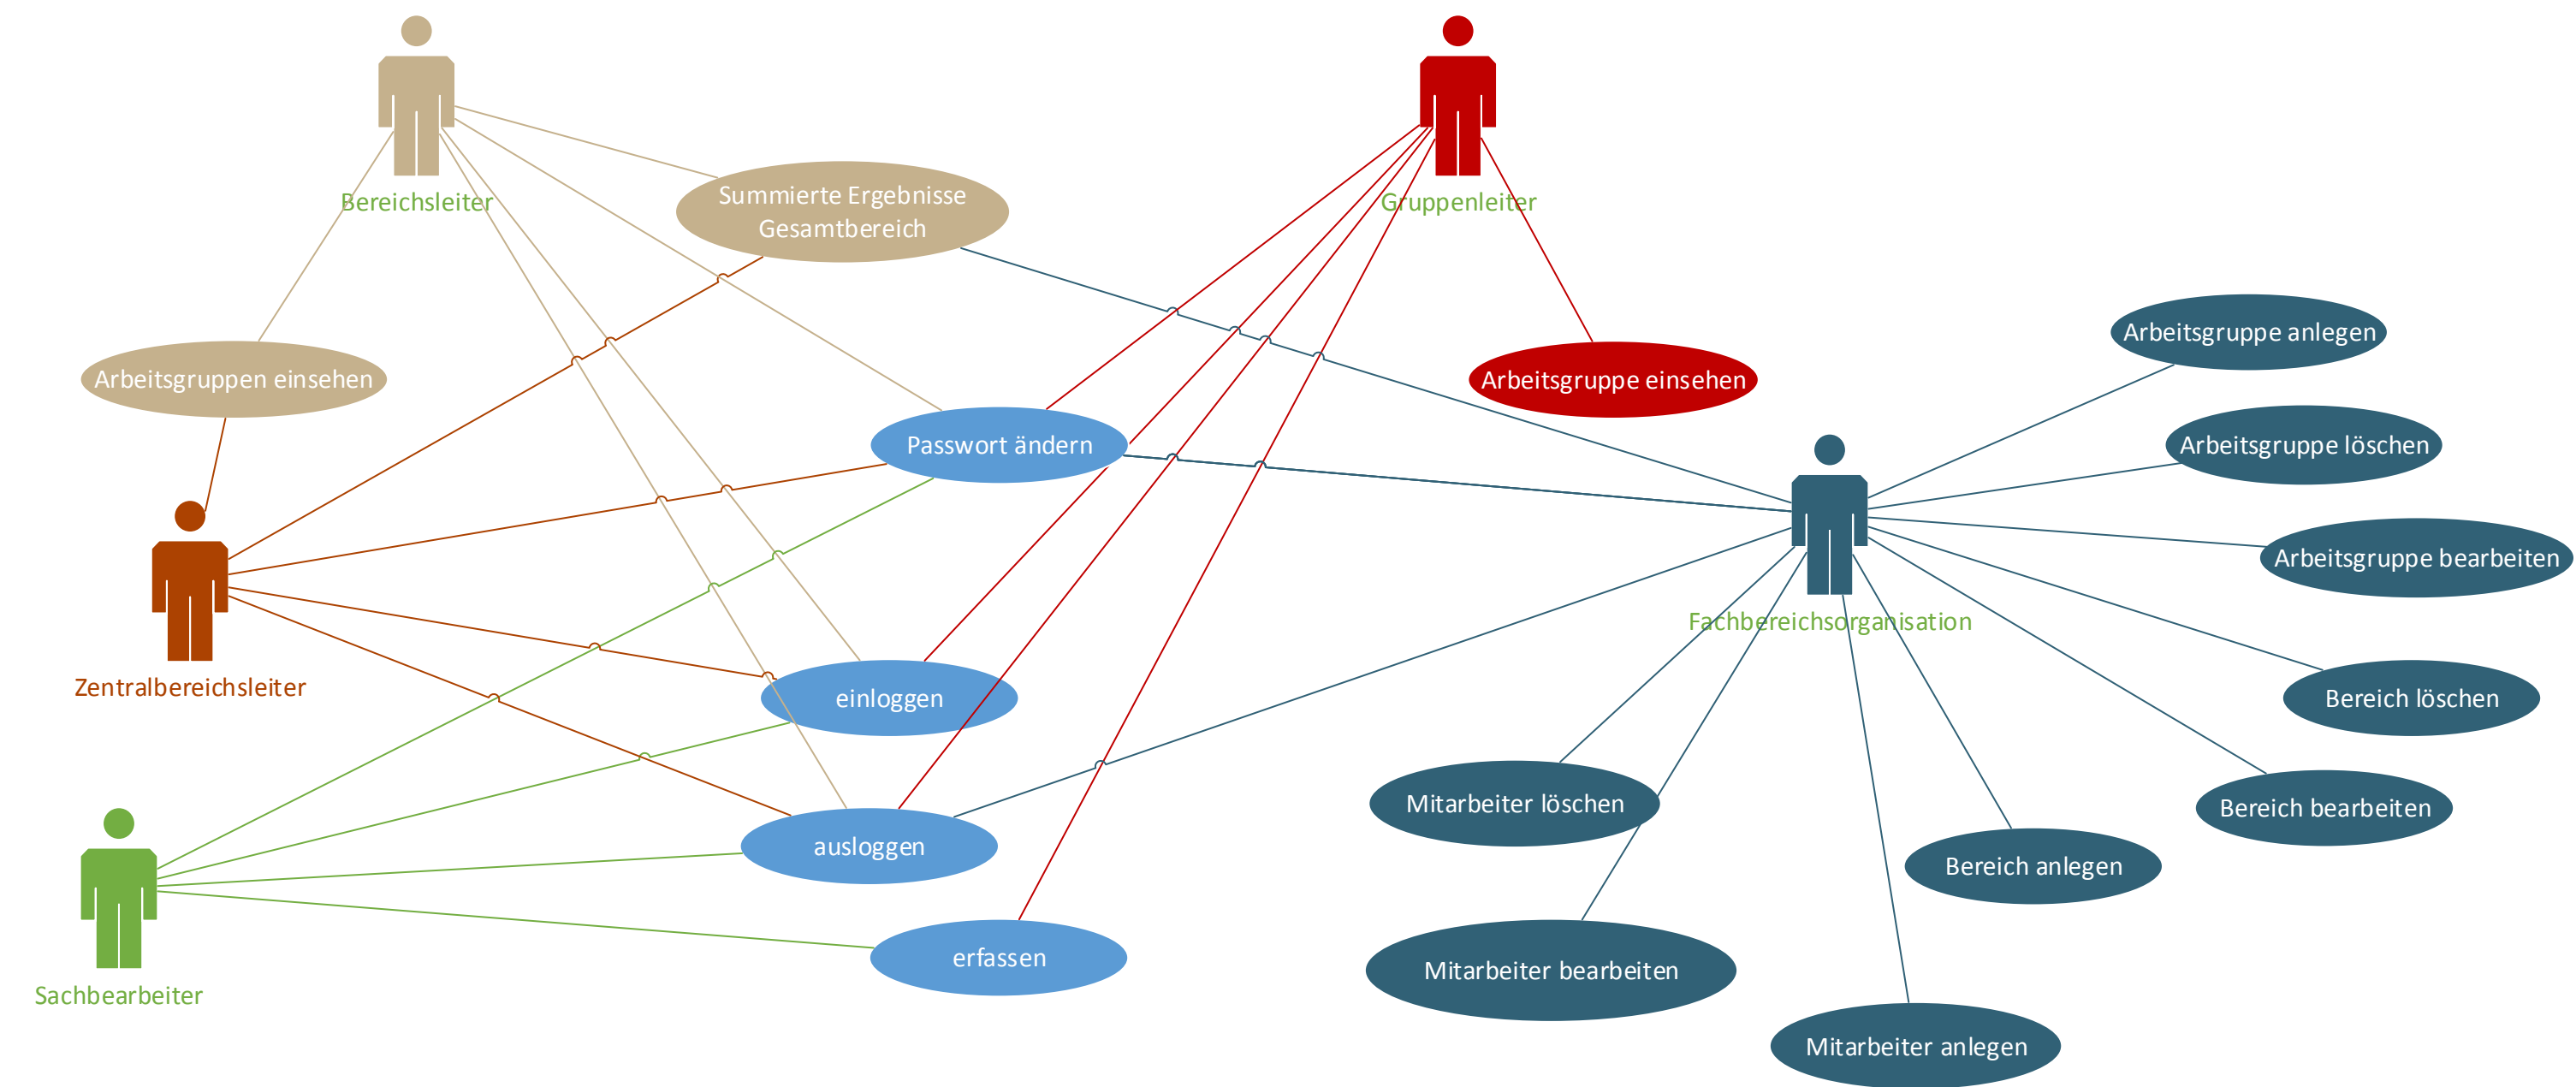 Bereichsleiter
Gruppenleiter
Summierte Ergebnisse
Gesamtbereich
Arbeitsgruppe anlegen
Arbeitsgruppen einsehen
Arbeitsgruppe einsehen
Passwort ändern
Arbeitsgruppe löschen
Arbeitsgruppe bearbeiten
Fachbereichsorganisation
Zentralbereichsleiter
einloggen
Bereich löschen
Mitarbeiter löschen
Bereich bearbeiten
ausloggen
Bereich anlegen
erfassen
Mitarbeiter bearbeiten
Sachbearbeiter
Mitarbeiter anlegen